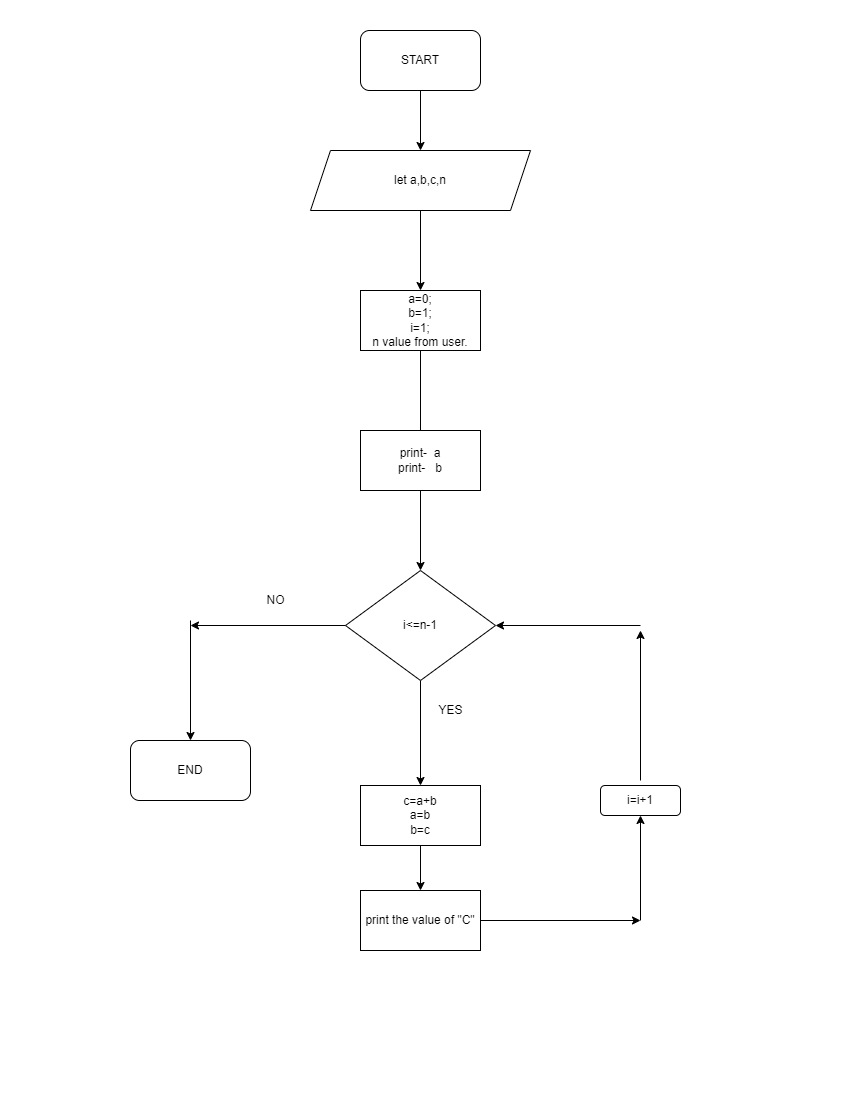 START
let a,b,c,n
a=0;
b=1;
i=1;
n value from user.
print-  a
print-   b
i<=n-1
NO
YES
END
c=a+b
a=b
b=c
i=i+1
print the value of "C"